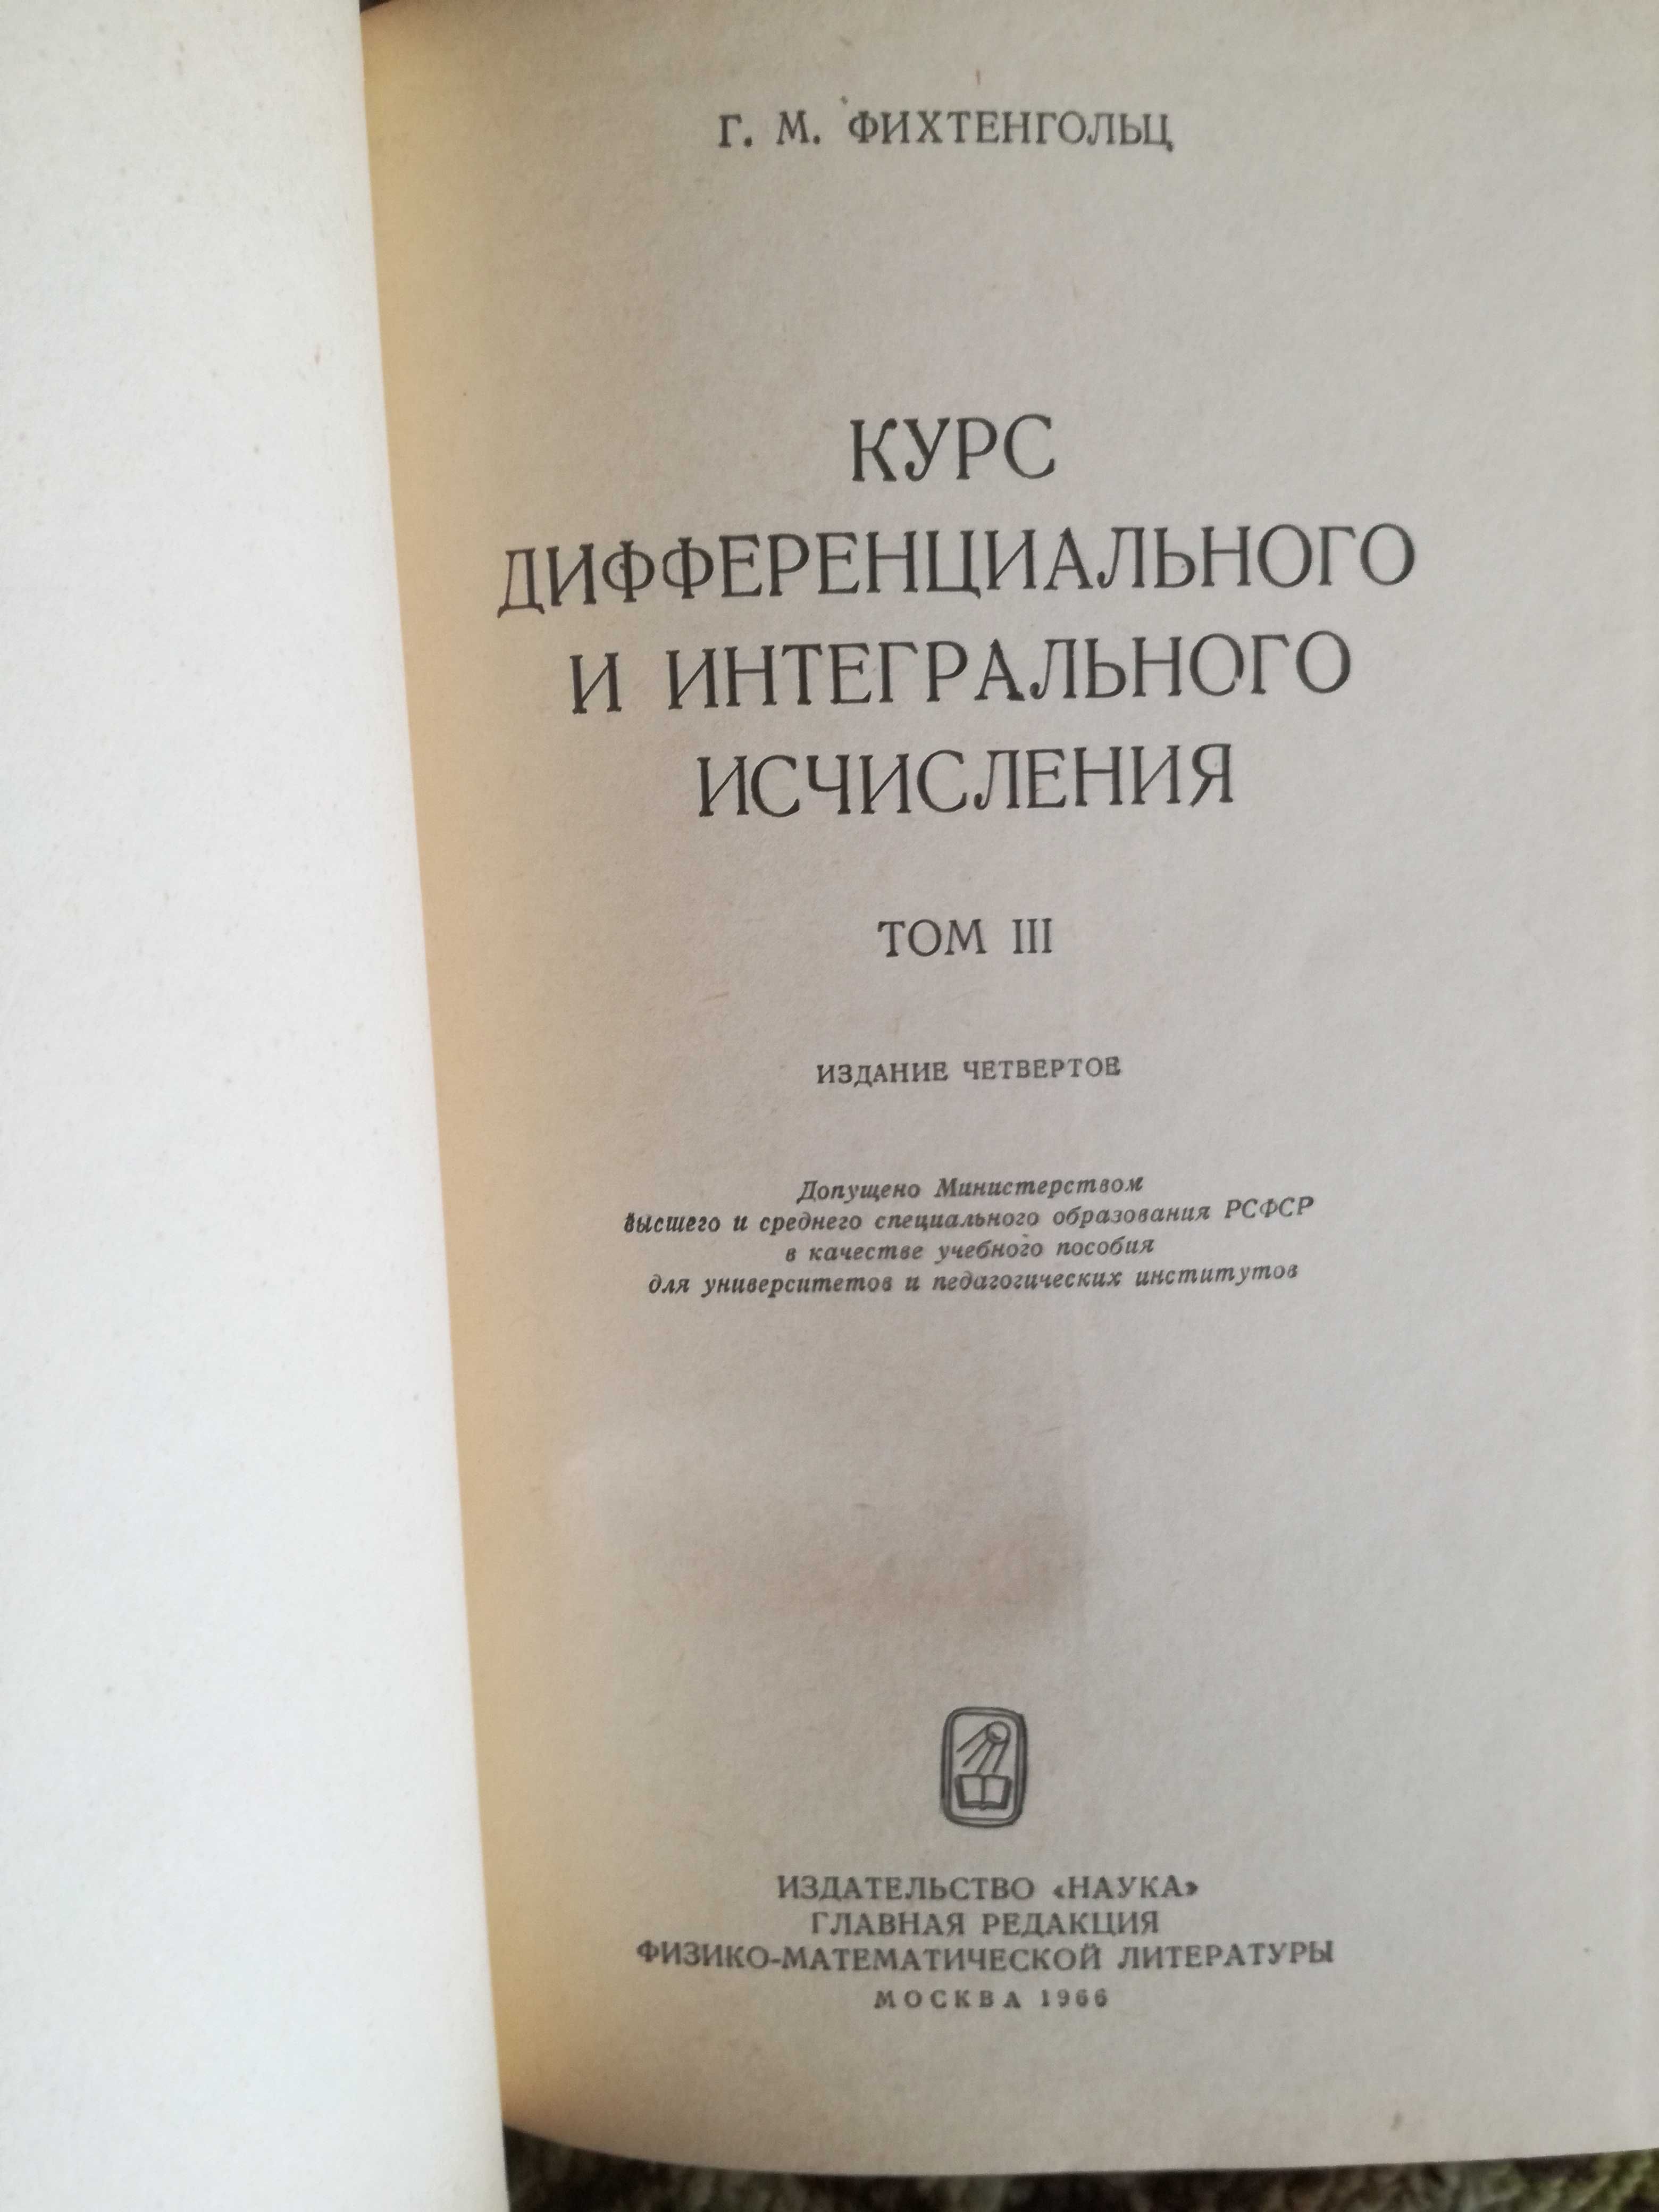 Г. М. ФИХТЕНГОЛЬЦ
КУРС
ДИФФЕРЕНЦИАЛЬНОГО
И ИНТЕГРАЛЬНОГО
ИСЧИСЛЕНИЯ
ТОМ III
ИЗДАНИЕ ЧЕТВЕРТОЕ
Допущено Министерством
высшего и среднего специального образования РСФСР
в качестве учебного пособия
для университетов и педагогических институтов
ИЗДАТЕЛЬСТВО «НАУКА»
ГЛАВНАЯ РЕДАКЦИЯ
ФИЗИКО-МАТЕМАТИЧЕСКОЙ ЛИТЕРАТУРЫ
МОСКВА 1966